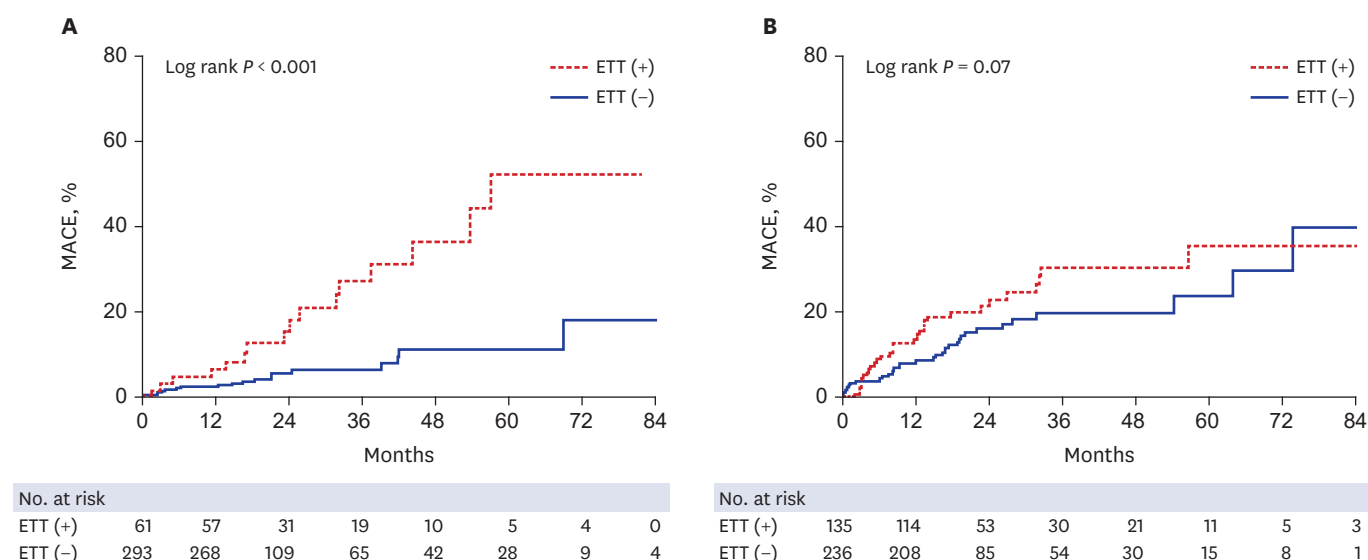 A
80
60
40
20
0
MACE, %
Log rank P < 0.001
ETT (+)
ETT (−)
0 12 24 36 48 60 72 84
Months
No. at risk
ETT (+) 61 57 31 19 10 5 4 0
ETT (−) 293 268 109 65 42 28 9 4
B
80
60
40
20
0
MACE, %
Log rank P = 0.07
ETT (+)
ETT (−)
0 12 24 36 48 60 72 84
Months
No. at risk
ETT (+) 135 114 53 30 21 11 5 3
ETT (−) 236 208 85 54 30 15 8 1